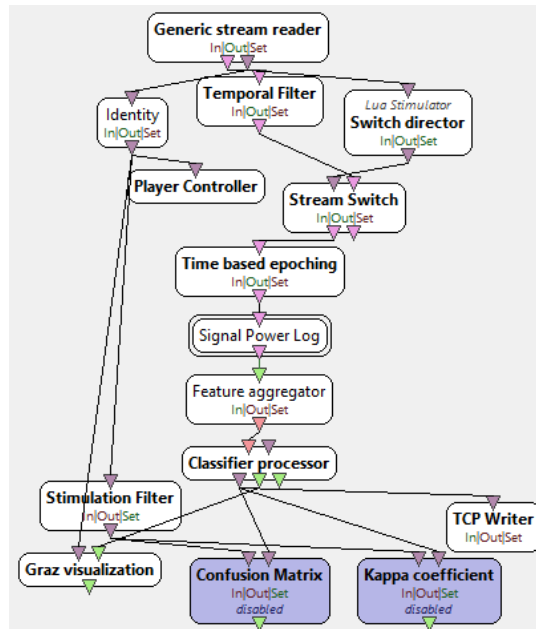 Generic stream reader
In|Out|Set
Temporal Filter
In|Out|Set
Identity
In|Out|Set
Lua Stimulator
Switch director
In|Out|Set
Player Controller
Stream Switch
In|Out|Set
Time based epoching
In|Out|Set
Signal Power Log
Feature aggregator
In|Out|Set
Classifier processor
Stimulation Filter
In|Out|Set
TCP Writer
In|Out|Set
Graz visualization
Confusion Matrix
In|Out|Set
disabled
Kappa coefficient
In|Out|Set
disabled